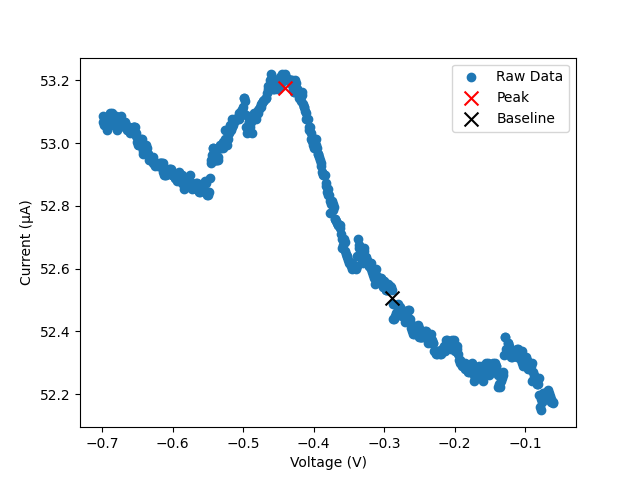 Raw Data
Peak
Baseline
53.2
53.0
52.8
52.6
52.4
52.2
Current (μA)
−0.7
−0.6
−0.5
−0.4
−0.3
−0.2
−0.1
Voltage (V)